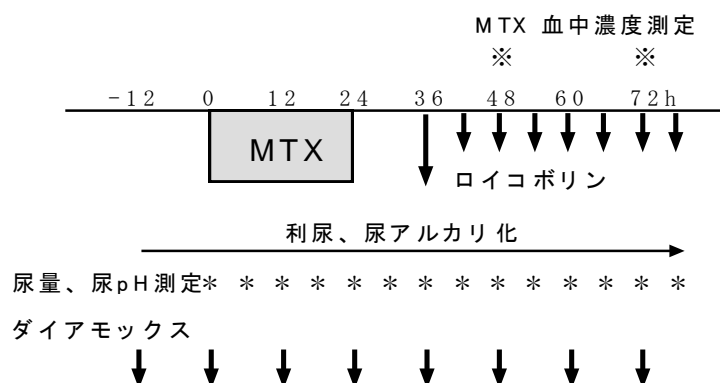 MTX 血中濃度測定
※ ※
-12 0 12 24 36 48 60 72h
MTX
ロイコボリン
利尿、尿アルカリ化
尿量、尿pH測定* * * * * * * * * * * * * *
ダイアモックス